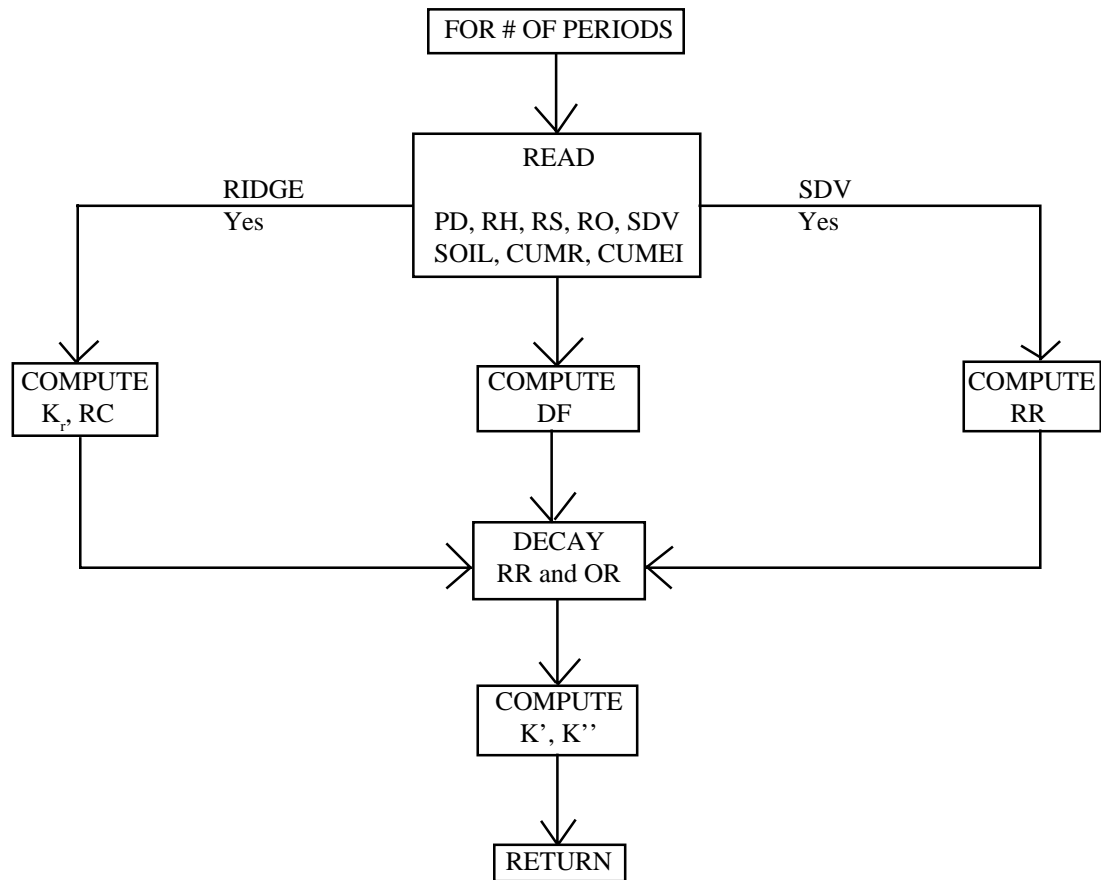 FOR # OF PERIODS
READ
RIDGE
Yes
SDV
Yes
PD, RH, RS, RO, SDV
SOIL, CUMR, CUMEI
COMPUTE
Kr, RC
COMPUTE
DF
COMPUTE
RR
DECAY
RR and OR
COMPUTE
K’, K’’
RETURN